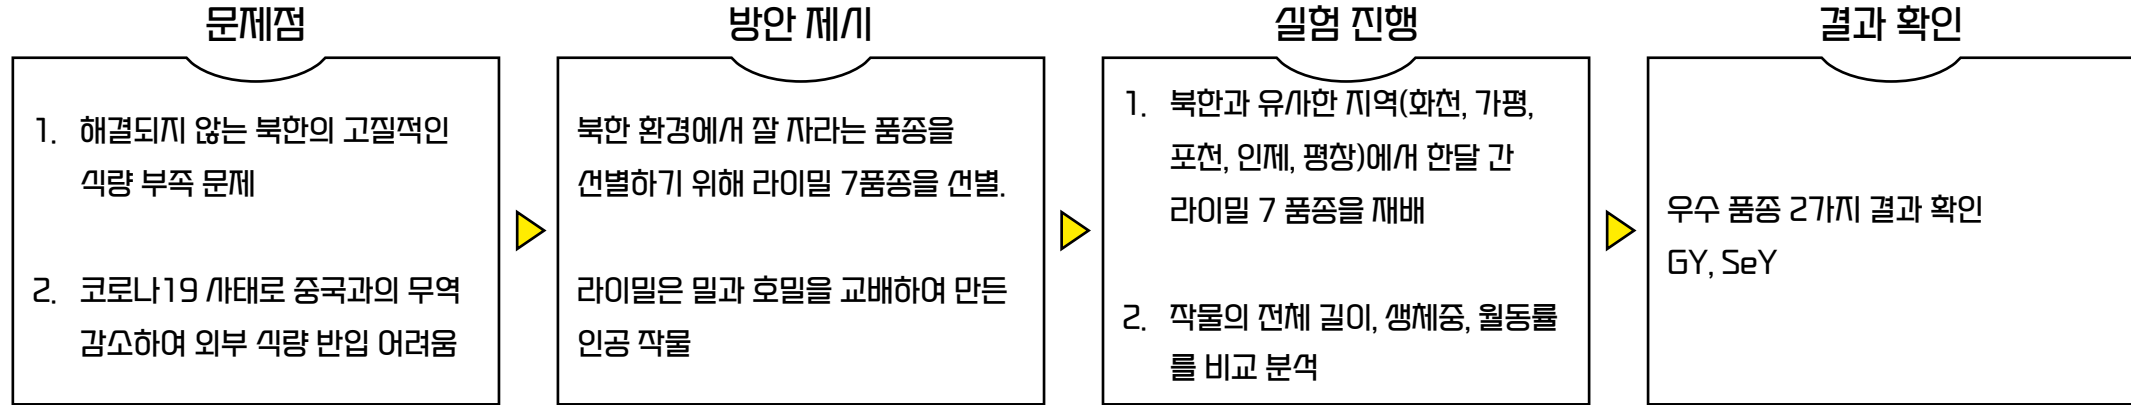 문제점
1. 해결되지 않는 북한의 고질적인
식량 부족 문제
2. 코로나19 사태로 중국과의 무역
감소하여 외부 식량 반입 어려움
방안 제시
북한 환경에서 잘 자라는 품종을
선별하기 위해 라이밀 7품종을 선별.
라이밀은 밀과 호밀을 교배하여 만든
인공 작물
실험 진행
1. 북한과 유사한 지역(화천, 가평,
포천, 인제, 평창)에서 한달 간
라이밀 7 품종을 재배
2. 작물의 전체 길이, 생체중, 월동률
를 비교 분석
결과 확인
우수 품종 2가지 결과 확인
GY, SeY